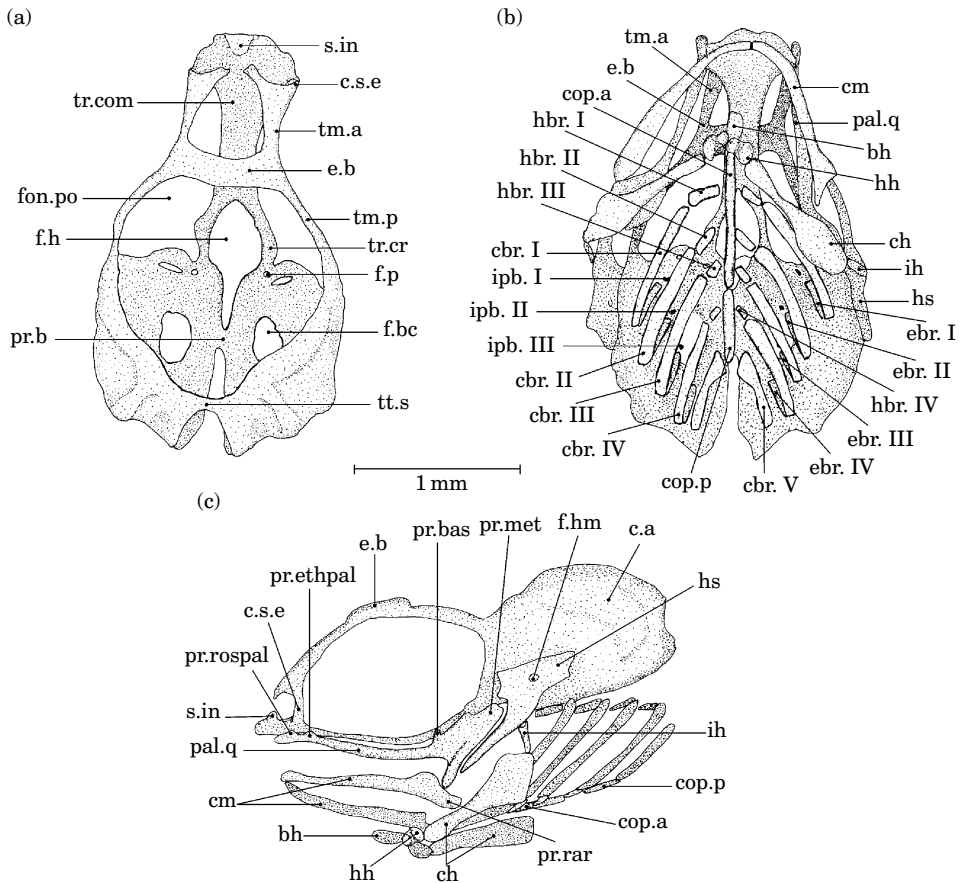 (a)
s.in
c.s.e
tr.com
tm.a
e.b
fon.po
tm.p
f.h
tr.cr
f.p
pr.b
f.bc
tt.s
(b)
tm.a
e.b
cop.a
hbr. I
hbr. II
hbr. III
cbr. I
ipb. I
ipb. II
ipb. III
cbr. II
cbr. III
cbr. IV
cop.p
cm
pal.q
bh
hh
ch
ih
hs
ebr. I
ebr. II
hbr. IV
ebr. III
ebr. IV
cbr. V
1 mm
(c)
e.b
pr.bas
pr.met
f.hm
c.a
hs
pr.ethpal
c.s.e
pr.rospal
s.in
pal.q
cm
bh
hh
ch
pr.rar
cop.a
cop.p
ih